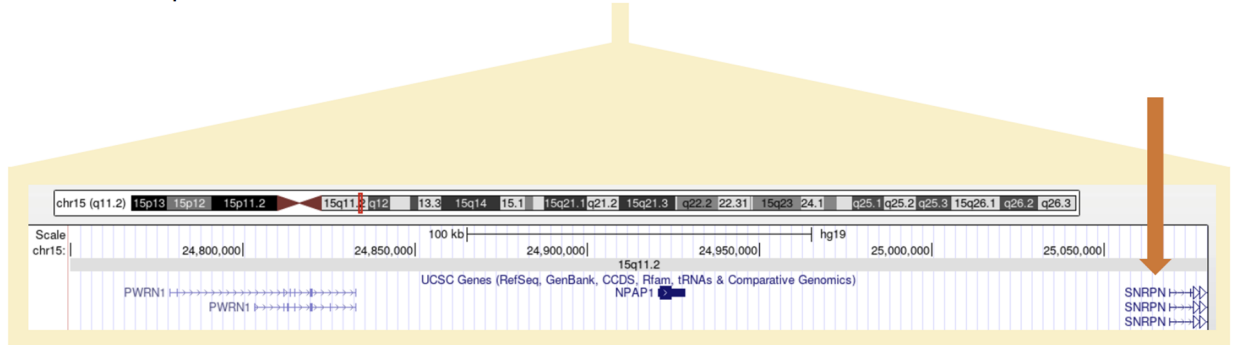 chr15 (q11.2) 15p13 15p12 15p11.2 15q11.2 q12 13.3 15q14 15.1 15q21.1 q21.2 15q21.3 q22.2 22.31 15q23 24.1 q25.1 q25.2 q25.3 15q26.1 q26.2 q26.3
Scale 100 kb hg19
chr15: 24,800,000 24,850,000 24,900,000 24,950,000 25,000,000 25,050,000
15q11.2
UCSC Genes (RefSeq, GenBank, CCDS, Rfam, tRNAs & Comparative Genomics)
PWRN1 NPAP1 SNRPN
PWRN1 SNRPN
SNRPN